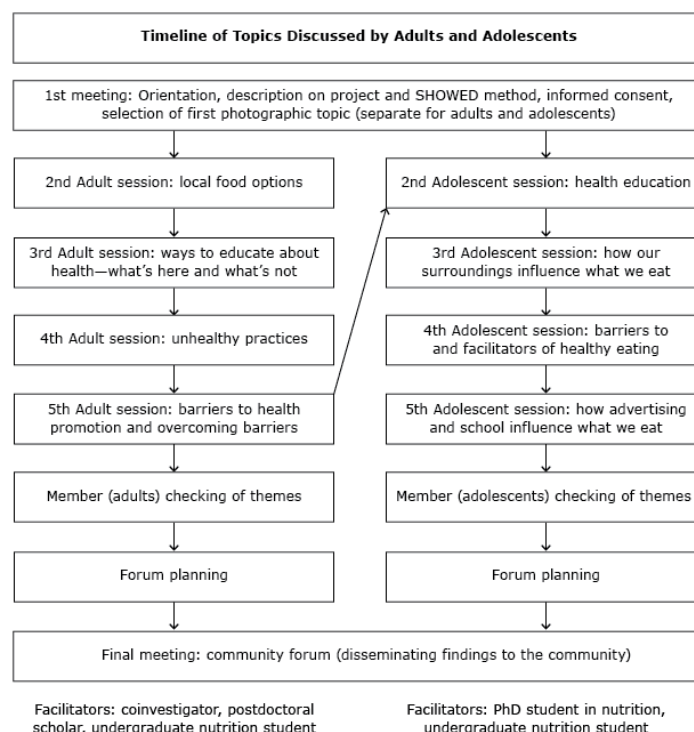 Timeline of Topics Discussed by Adults and Adolescents
1st meeting: Orientation, description on project and SHOWED method, informed consent,
selection of first photographic topic (separate for adults and adolescents)
2nd Adult session: local food options
3rd Adult session: ways to educate about
health—what's here and what's not
4th Adult session: unhealthy practices
5th Adult session: barriers to health
promotion and overcoming barriers
Member (adults) checking of themes
Forum planning
2nd Adolescent session: health education
3rd Adolescent session: how our
surroundings influence what we eat
4th Adolescent session: barriers to
and facilitators of healthy eating
5th Adolescent session: how advertising
and school influence what we eat
Member (adolescents) checking of themes
Forum planning
Final meeting: community forum (disseminating findings to the community)
Facilitators: coinvestigator, postdoctoral
scholar, undergraduate nutrition student
Facilitators: PhD student in nutrition,
undergraduate nutrition student